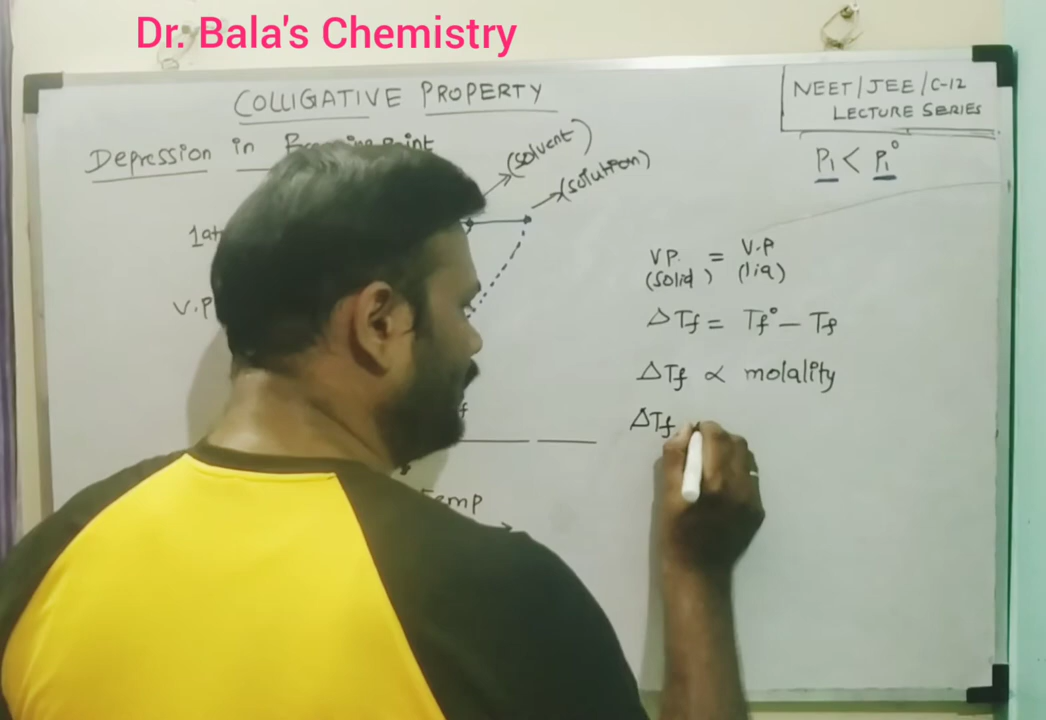 Dr. Bala's Chemistry
COLLIGATIVE PROPERTY
NEET/JEE/C-12
LECTURE SERIES
Depression in
(solvent)
(solution)
P₁ < P₁°
1at
V.P
V.P. = V.P
(solid) (liq)
ΔTf = Tf° - Tf
ΔTf ∝ molality
ΔTf
f
emp